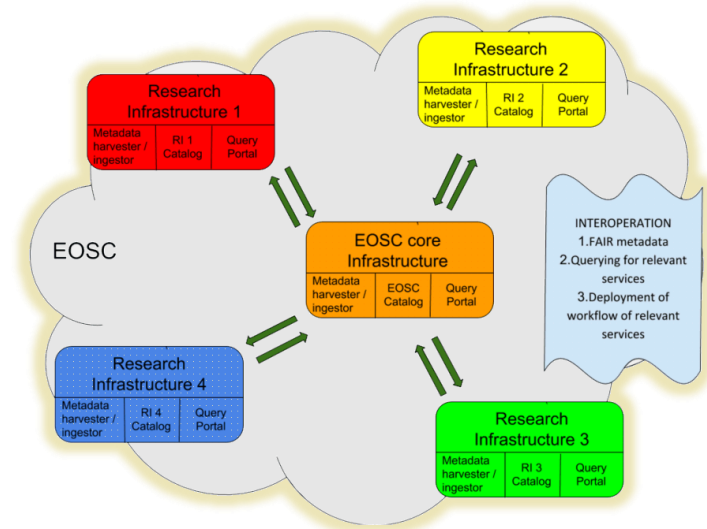 Research
Infrastructure 1
Metadata
harvester /
ingestor
RI 1
Catalog
Query
Portal
Research
Infrastructure 2
Metadata
harvester /
ingestor
RI 2
Catalog
Query
Portal
EOSC
EOSC core
Infrastructure
Metadata
harvester /
ingestor
EOSC
Catalog
Query
Portal
INTEROPERATION
1.FAIR metadata
2.Querying for relevant
services
3.Deployment of
workflow of relevant
services
Research
Infrastructure 4
Metadata
harvester /
ingestor
RI 4
Catalog
Query
Portal
Research
Infrastructure 3
Metadata
harvester /
ingestor
RI 3
Catalog
Query
Portal